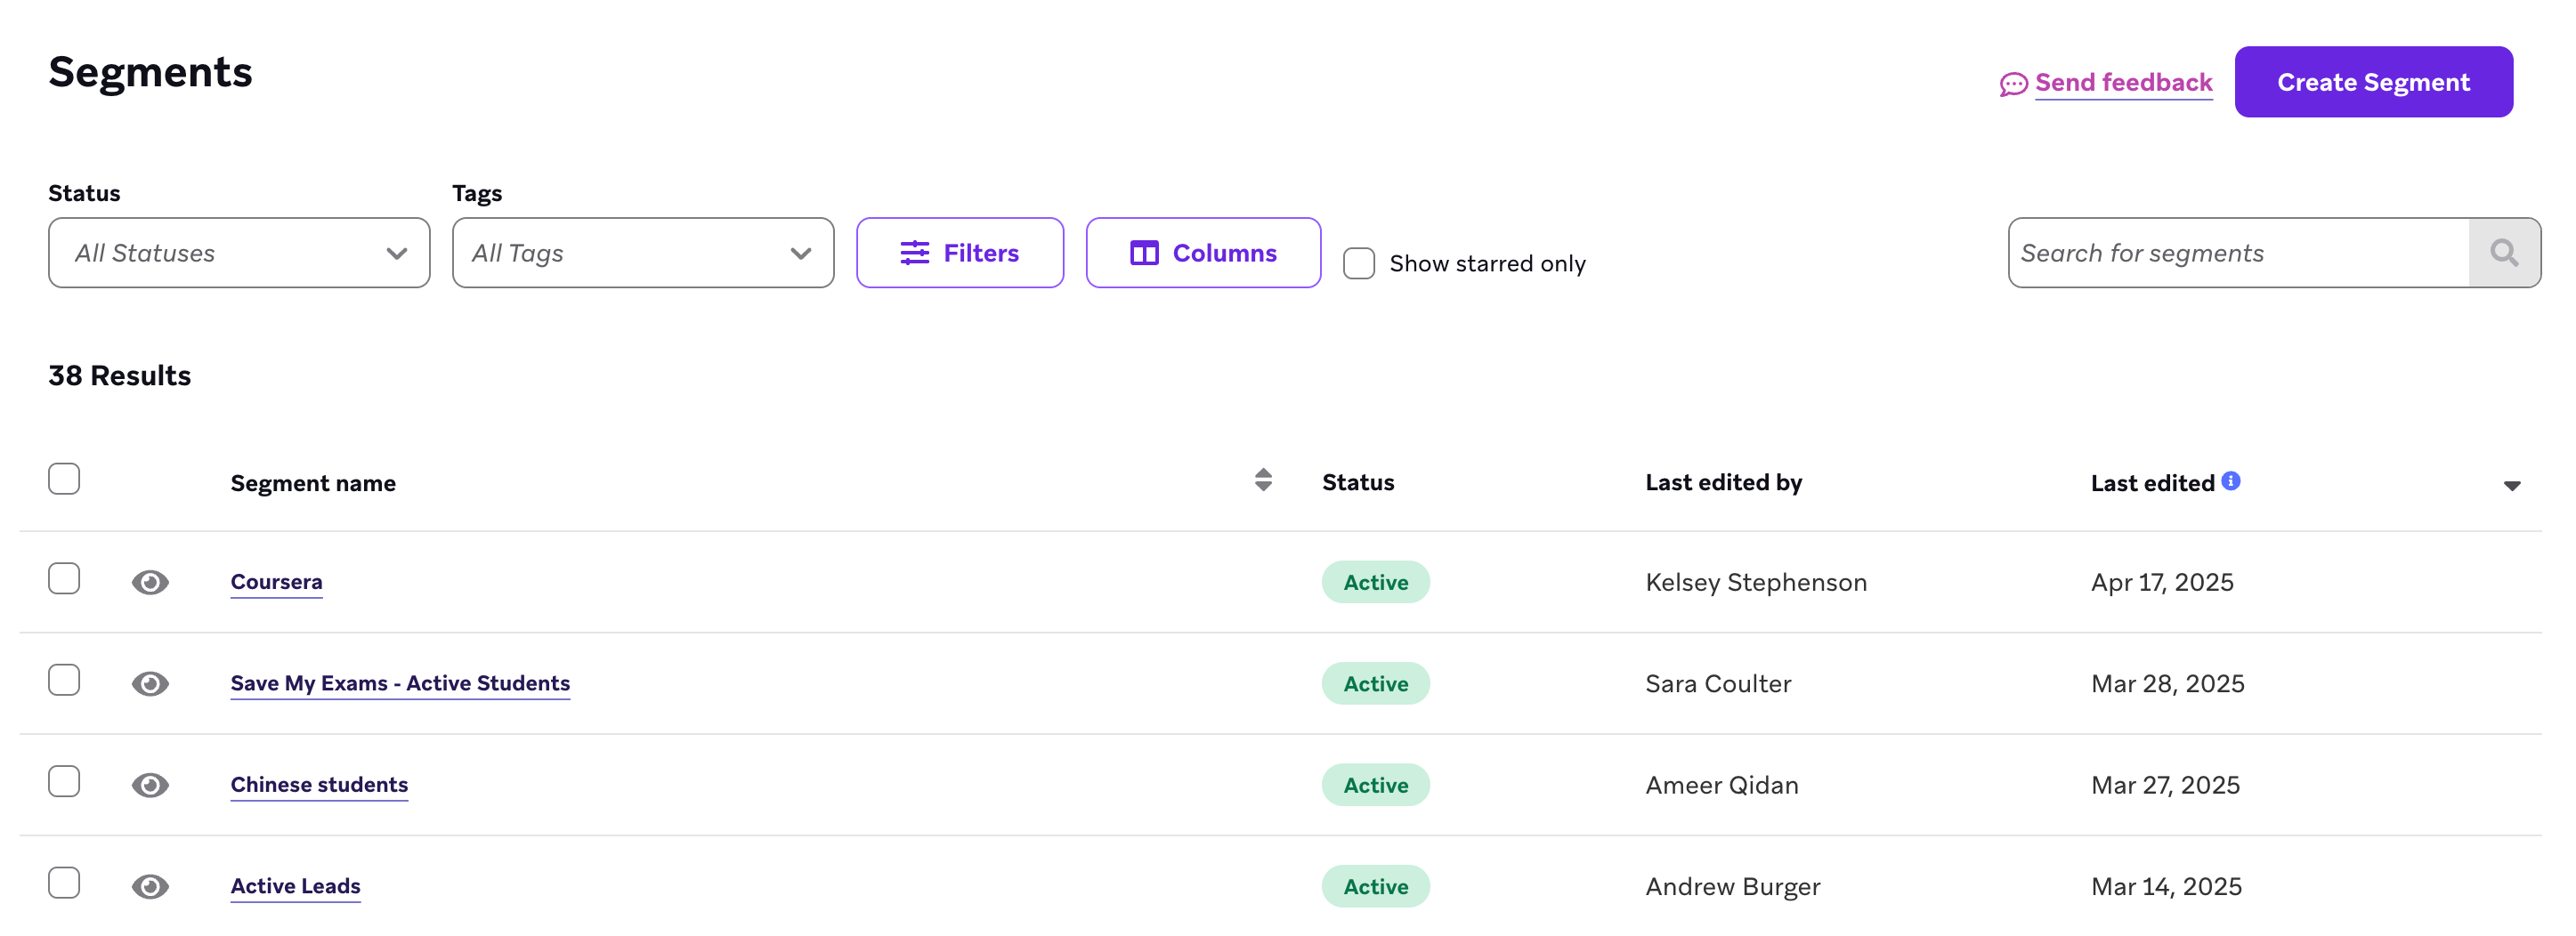 Segments
Send feedback
Create Segment
Status
Tags
All Statuses
All Tags
Filters
Columns
Show starred only
Search for segments
38 Results
Segment name Status Last edited by Last edited
Coursera Active Kelsey Stephenson Apr 17, 2025
Save My Exams - Active Students Active Sara Coulter Mar 28, 2025
Chinese students Active Ameer Qidan Mar 27, 2025
Active Leads Active Andrew Burger Mar 14, 2025